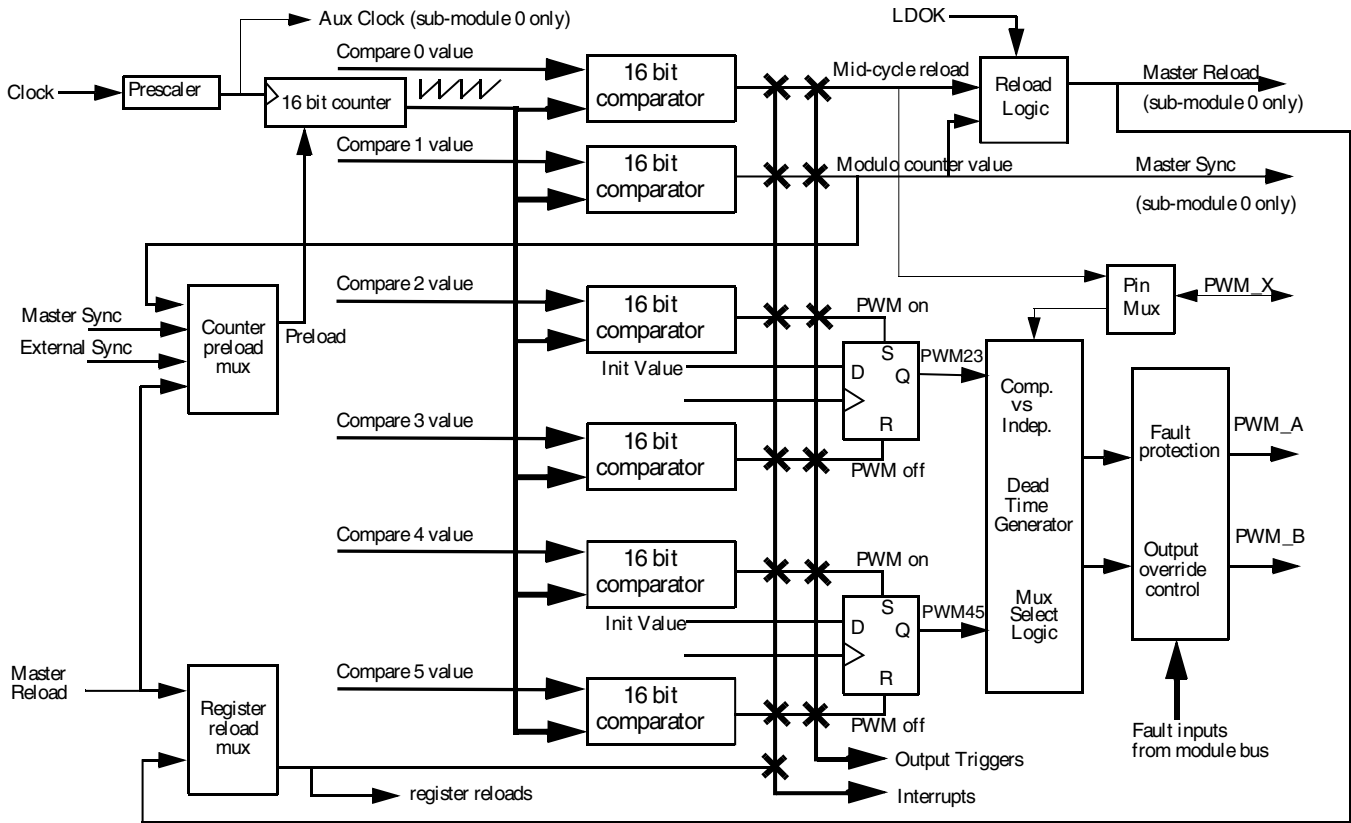 Aux Clock (sub-module 0 only)
LDOK
Compare 0 value
Clock
Prescaler
16 bit counter
16 bit
comparator
Mid-cycle reload
Reload
Logic
Master Reload
(sub-module 0 only)
Compare 1 value
16 bit
comparator
Modulo counter value
Master Sync
(sub-module 0 only)
Compare 2 value
16 bit
comparator
PWM on
Pin
Mux
PWM_X
Master Sync
External Sync
Counter
preload
mux
Preload
Init Value
S
D
Q
R
PWM23
Compare 3 value
16 bit
comparator
PWM off
Comp.
vs
Indep.
Dead
Time
Generator
Mux
Select
Logic
Fault
protection
Output
override
control
PWM_A
PWM_B
Compare 4 value
16 bit
comparator
PWM on
Init Value
S
D
Q
R
PWM45
Master
Reload
Register
reload
mux
Compare 5 value
16 bit
comparator
PWM off
Fault inputs
from module bus
Output Triggers
register reloads
Interrupts